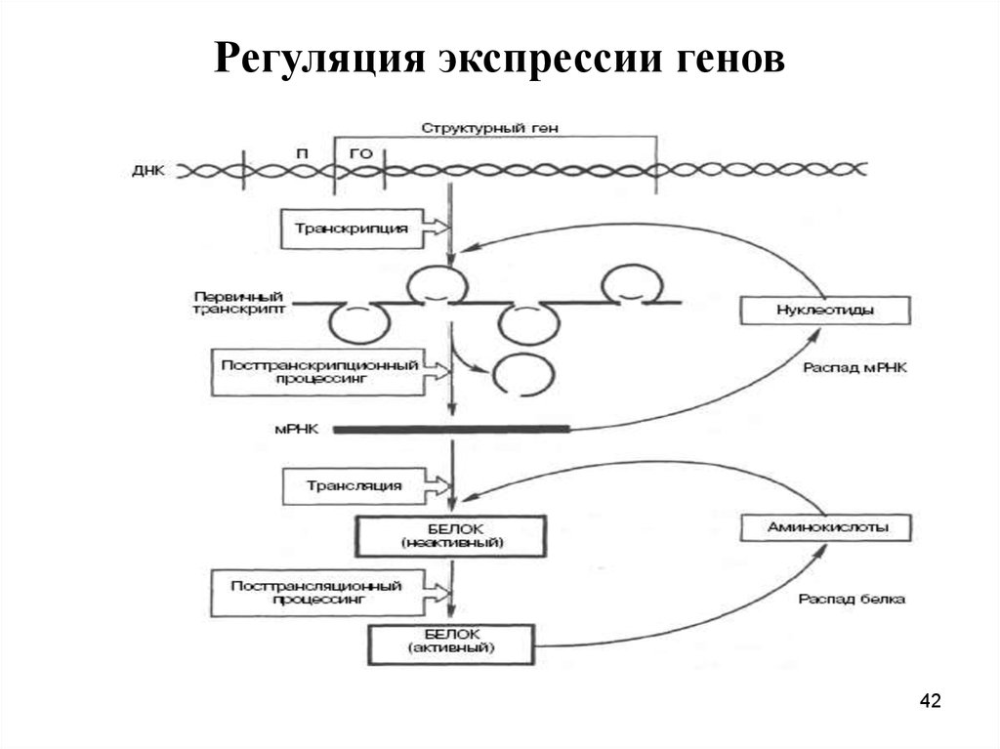 Регуляция экспрессии генов
Структурный ген
П ГО
ДНК
Транскрипция
Первичный
транскрипт
Нуклеотиды
Посттранскрипционный
процессинг
Распад мРНК
мРНК
Трансляция
БЕЛОК
(неактивный)
Аминокислоты
Посттрансляционный
процессинг
Распад белка
БЕЛОК
(активный)
42